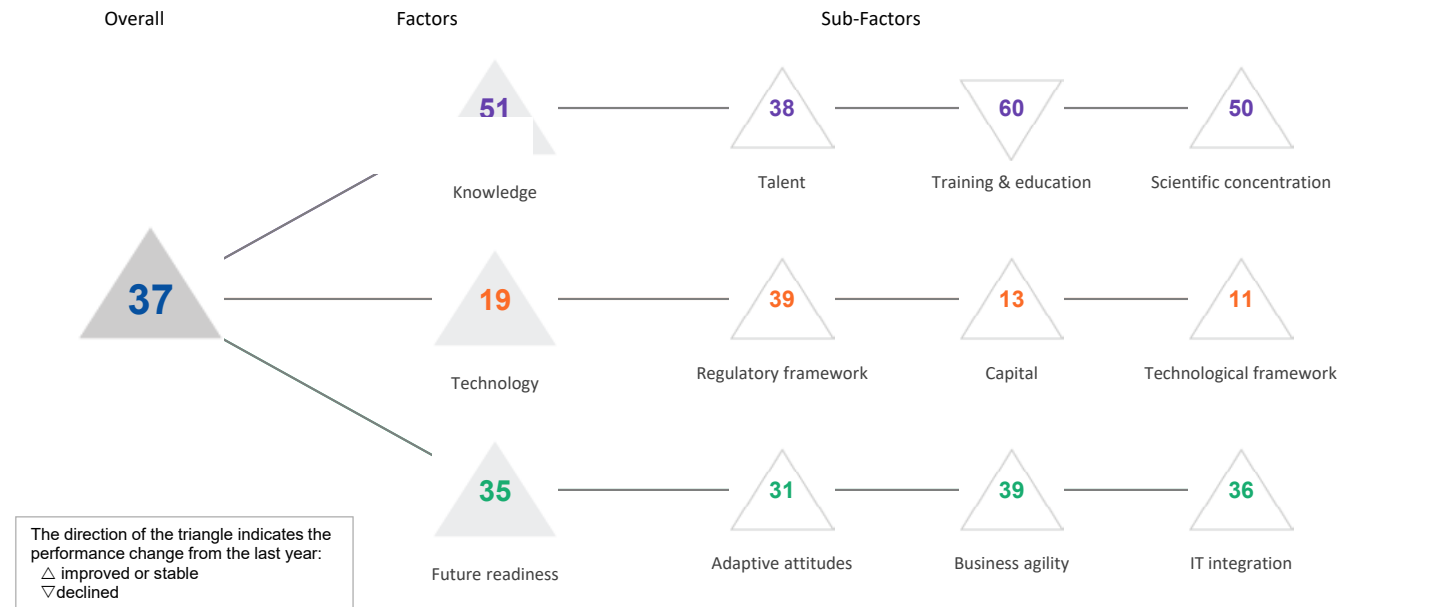 Overall Factors Sub-Factors
51 38 60 50
Knowledge Talent Training & education Scientific concentration
37 19 39 13 11
Technology Regulatory framework Capital Technological framework
35 31 39 36
Future readiness Adaptive attitudes Business agility IT integration
The direction of the triangle indicates the
performance change from the last year:
△ improved or stable
▽declined